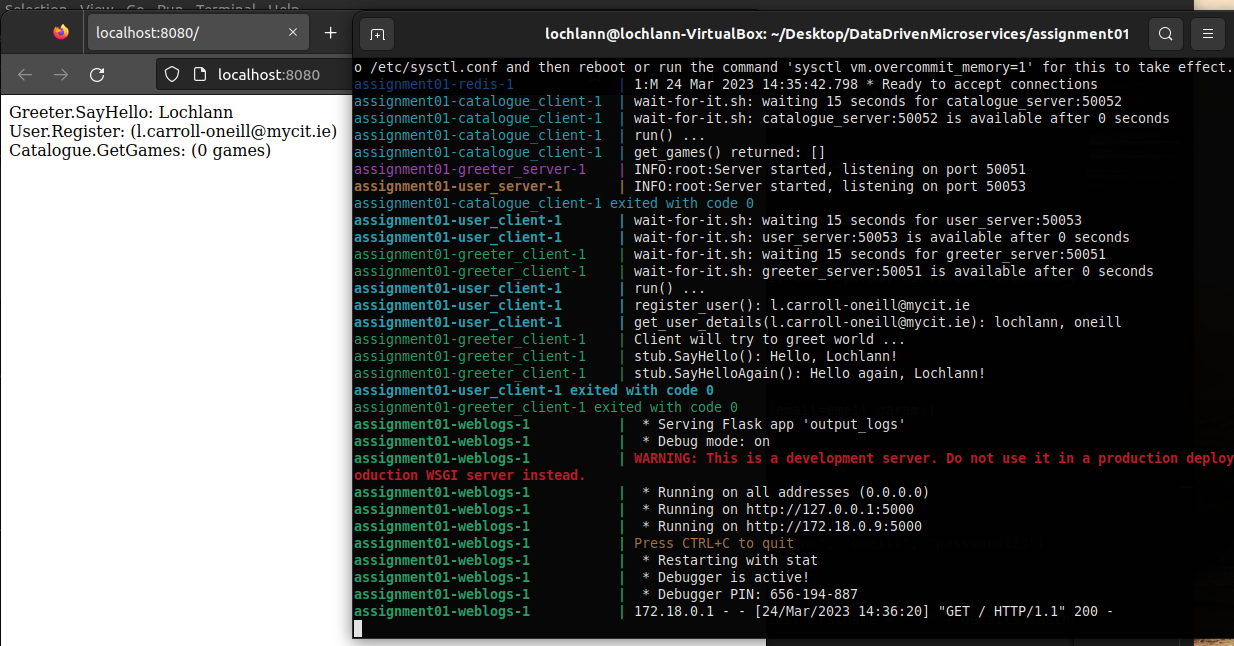 Selection View Go Run Terminal Help
localhost:8080/
lochlann@lochlann-VirtualBox: ~/Desktop/DataDrivenMicroservices/assignment01
localhost:8080
Greeter.SayHello: Lochlann
User.Register: (l.carroll-oneill@mycit.ie)
Catalogue.GetGames: (0 games)
o /etc/sysctl.conf and then reboot or run the command 'sysctl vm.overcommit_memory=1' for this to take effect.
assignment01-redis-1 | 1:M 24 Mar 2023 14:35:42.798 * Ready to accept connections
assignment01-catalogue_client-1 | wait-for-it.sh: waiting 15 seconds for catalogue_server:50052
assignment01-catalogue_client-1 | wait-for-it.sh: catalogue_server:50052 is available after 0 seconds
assignment01-catalogue_client-1 | run() ...
assignment01-catalogue_client-1 | get_games() returned: []
assignment01-greeter_server-1 | INFO:root:Server started, listening on port 50051
assignment01-user_server-1 | INFO:root:Server started, listening on port 50053
assignment01-catalogue_client-1 exited with code 0
assignment01-user_client-1 | wait-for-it.sh: waiting 15 seconds for user_server:50053
assignment01-user_client-1 | wait-for-it.sh: user_server:50053 is available after 0 seconds
assignment01-greeter_client-1 | wait-for-it.sh: waiting 15 seconds for greeter_server:50051
assignment01-greeter_client-1 | wait-for-it.sh: greeter_server:50051 is available after 0 seconds
assignment01-user_client-1 | run() ...
assignment01-user_client-1 | register_user(): l.carroll-oneill@mycit.ie
assignment01-user_client-1 | get_user_details(l.carroll-oneill@mycit.ie): lochlann, oneill
assignment01-greeter_client-1 | Client will try to greet world ...
assignment01-greeter_client-1 | stub.SayHello(): Hello, Lochlann!
assignment01-greeter_client-1 | stub.SayHelloAgain(): Hello again, Lochlann!
assignment01-user_client-1 exited with code 0
assignment01-greeter_client-1 exited with code 0
assignment01-weblogs-1 | * Serving Flask app 'output_logs'
assignment01-weblogs-1 | * Debug mode: on
assignment01-weblogs-1 | WARNING: This is a development server. Do not use it in a production deploy
oduction WSGI server instead.
assignment01-weblogs-1 | * Running on all addresses (0.0.0.0)
assignment01-weblogs-1 | * Running on http://127.0.0.1:5000
assignment01-weblogs-1 | * Running on http://172.18.0.9:5000
assignment01-weblogs-1 | Press CTRL+C to quit
assignment01-weblogs-1 | * Restarting with stat
assignment01-weblogs-1 | * Debugger is active!
assignment01-weblogs-1 | * Debugger PIN: 656-194-887
assignment01-weblogs-1 | 172.18.0.1 - - [24/Mar/2023 14:36:20] "GET / HTTP/1.1" 200 -